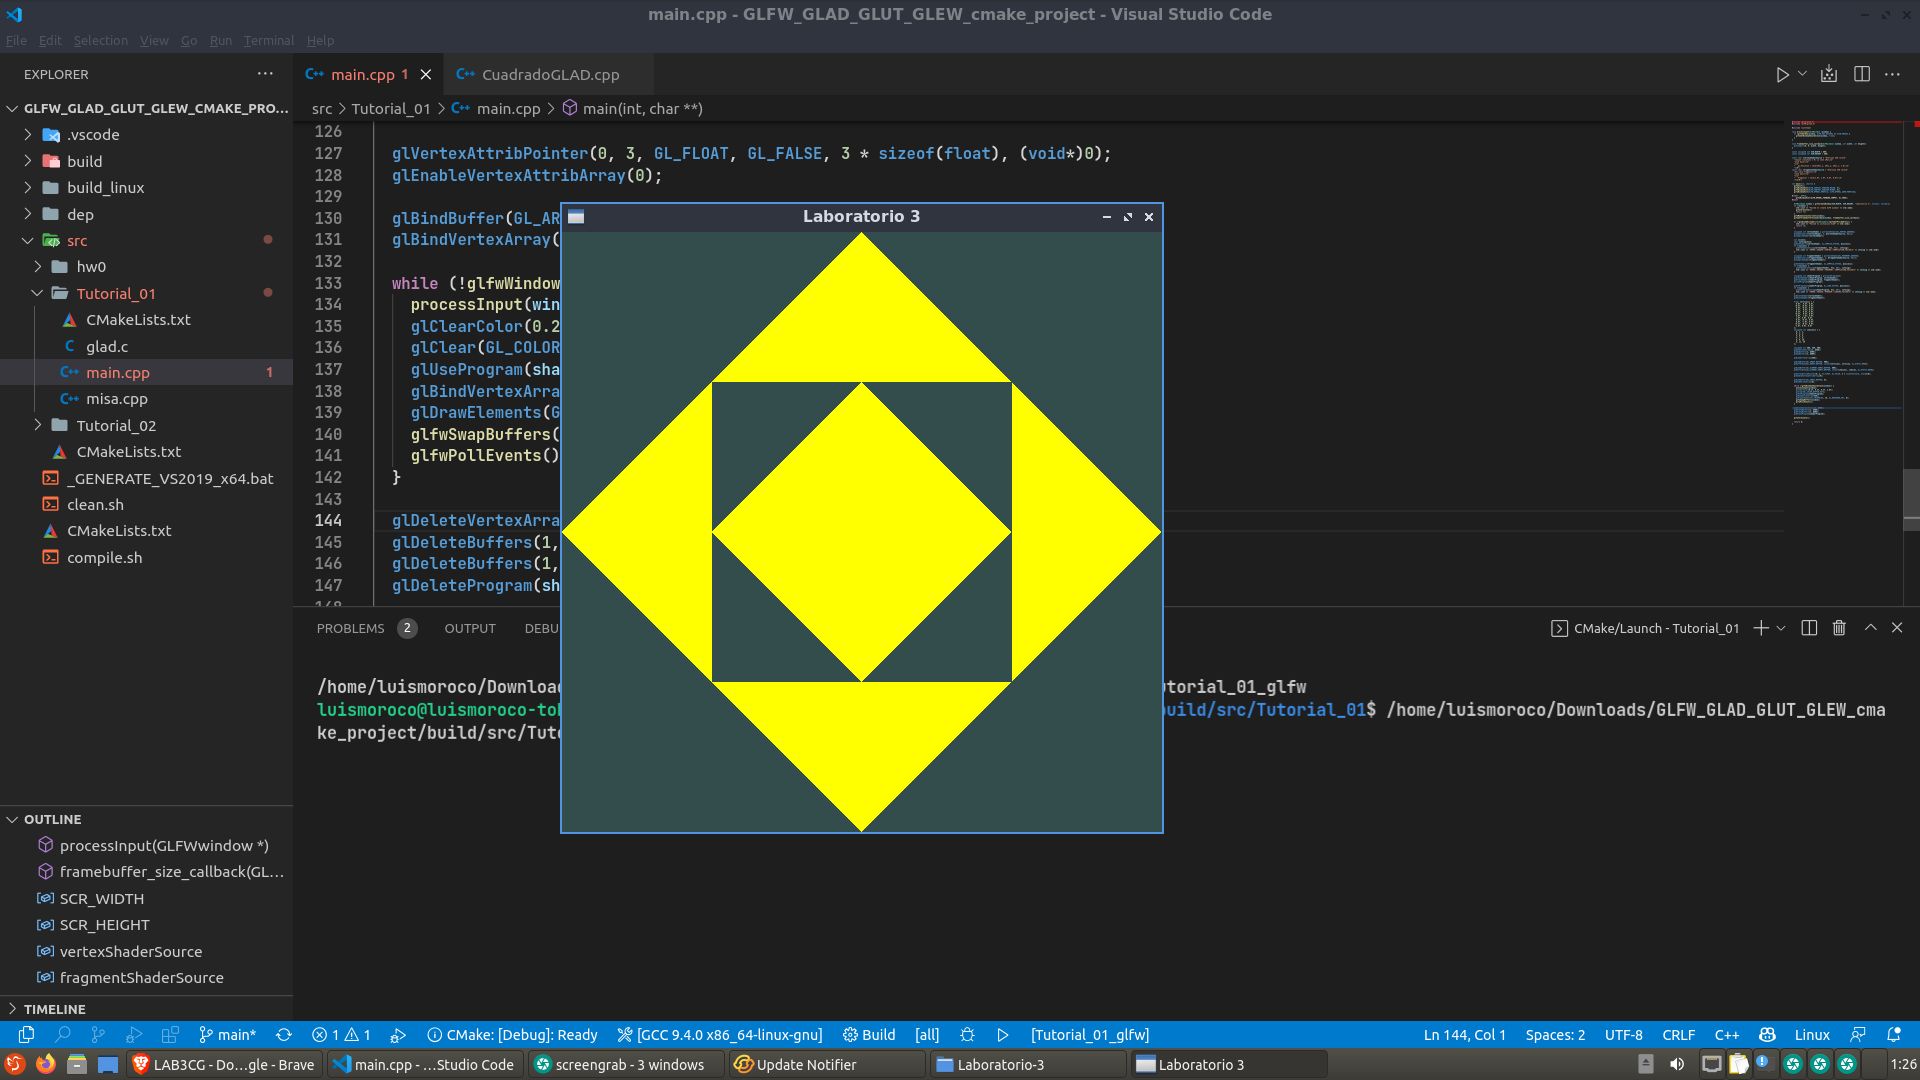 main.cpp - GLFW_GLAD_GLUT_GLEW_cmake_project - Visual Studio Code
File Edit Selection View Go Run Terminal Help
EXPLORER
main.cpp 1
CuadradoGLAD.cpp
GLFW_GLAD_GLUT_GLEW_CMAKE_PRO...
src > Tutorial_01 > main.cpp > main(int, char **)
.vscode
build
build_linux
dep
src
hw0
Tutorial_01
CMakeLists.txt
glad.c
main.cpp 1
misa.cpp
Tutorial_02
CMakeLists.txt
_GENERATE_VS2019_x64.bat
clean.sh
CMakeLists.txt
compile.sh
126
127 glVertexAttribPointer(0, 3, GL_FLOAT, GL_FALSE, 3 * sizeof(float), (void*)0);
128 glEnableVertexAttribArray(0);
129
130 glBindBuffer(GL_AR
131 glBindVertexArray(
132
133 while (!glfwWindow
134 processInput(win
135 glClearColor(0.2
136 glClear(GL_COLOR
137 glUseProgram(sha
138 glBindVertexArra
139 glDrawElements(G
140 glfwSwapBuffers(
141 glfwPollEvents()
142 }
143
144 glDeleteVertexArra
145 glDeleteBuffers(1,
146 glDeleteBuffers(1,
147 glDeleteProgram(sh
Laboratorio 3
PROBLEMS 2 OUTPUT DEBU
CMake/Launch - Tutorial_01
/home/luismoroco/Downloa
torial_01_glfw
luismoroco@luismoroco-to
uild/src/Tutorial_01$ /home/luismoroco/Downloads/GLFW_GLAD_GLUT_GLEW_cma
ke_project/build/src/Tut
OUTLINE
processInput(GLFWwindow *)
framebuffer_size_callback(GL...
SCR_WIDTH
SCR_HEIGHT
vertexShaderSource
fragmentShaderSource
TIMELINE
main* 1 1 CMake: [Debug]: Ready [GCC 9.4.0 x86_64-linux-gnu] Build [all] [Tutorial_01_glfw] Ln 144, Col 1 Spaces: 2 UTF-8 CRLF C++ Linux
LAB3CG - Do...gle - Brave main.cpp - ...Studio Code screengrab - 3 windows Update Notifier Laboratorio-3 Laboratorio 3 1:26